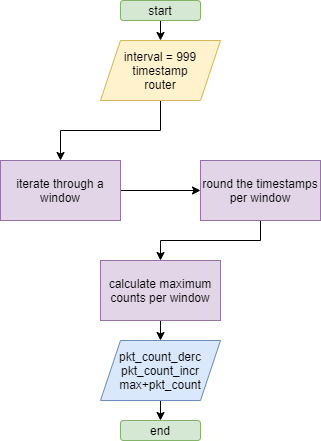 start
interval = 999
timestamp
router
iterate through a
window
round the timestamps
per window
calculate maximum
counts per window
pkt_count_derc
pkt_count_incr
max+pkt_count
end